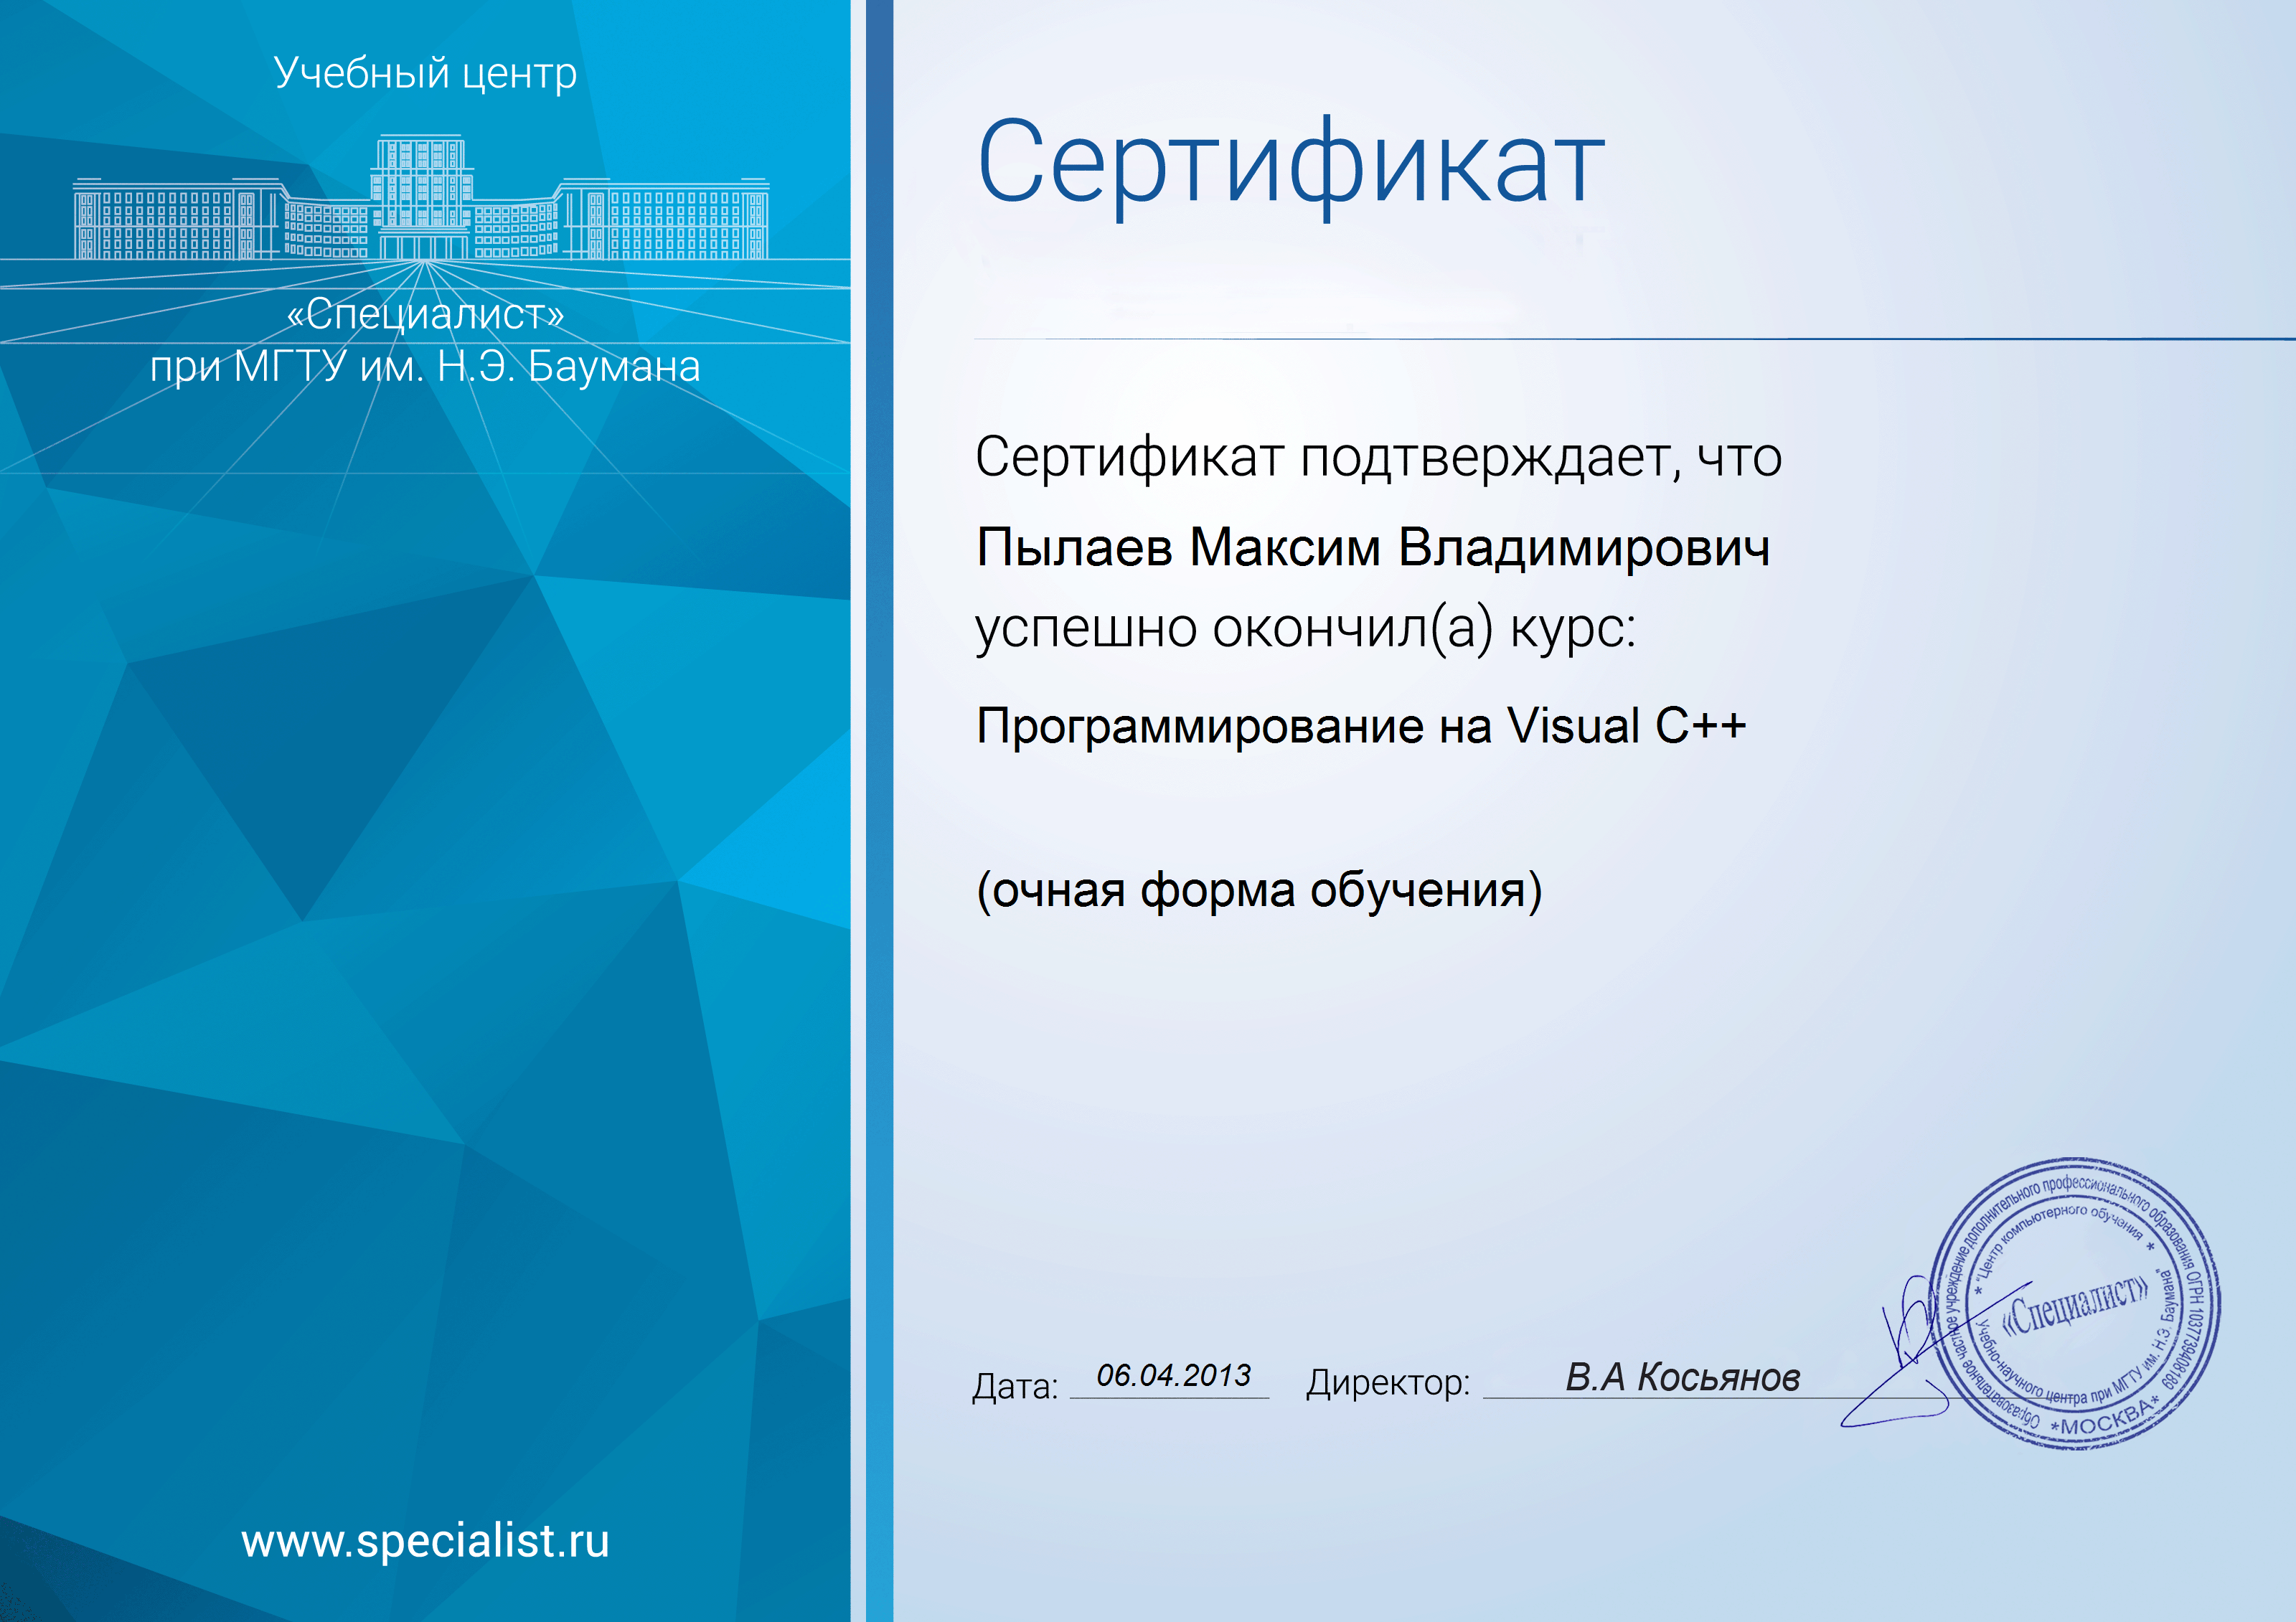 Учебный центр
«Специалист»
при МГТУ им. Н.Э. Баумана
www.specialist.ru
Сертификат
Сертификат подтверждает, что
Пылаев Максим Владимирович
успешно окончил(а) курс:
Программирование на Visual C++
(очная форма обучения)
Дата: 06.04.2013 Директор: В.А Косьянов
Образовательное частное учреждение дополнительного профессионального образования ОГРН 1037739408189
*МОСКВА*
* "Центр компьютерного обучения *
Учебно-научного центра при МГТУ им. Н.Э. Баумана"
«Специалист»